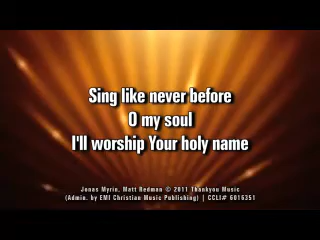 Sing like never before
O my soul
I'll worship Your holy name
Jonas Myrin, Matt Redman © 2011 Thankyou Music
(Admin. by EMI Christian Music Publishing) | CCLI# 6016351